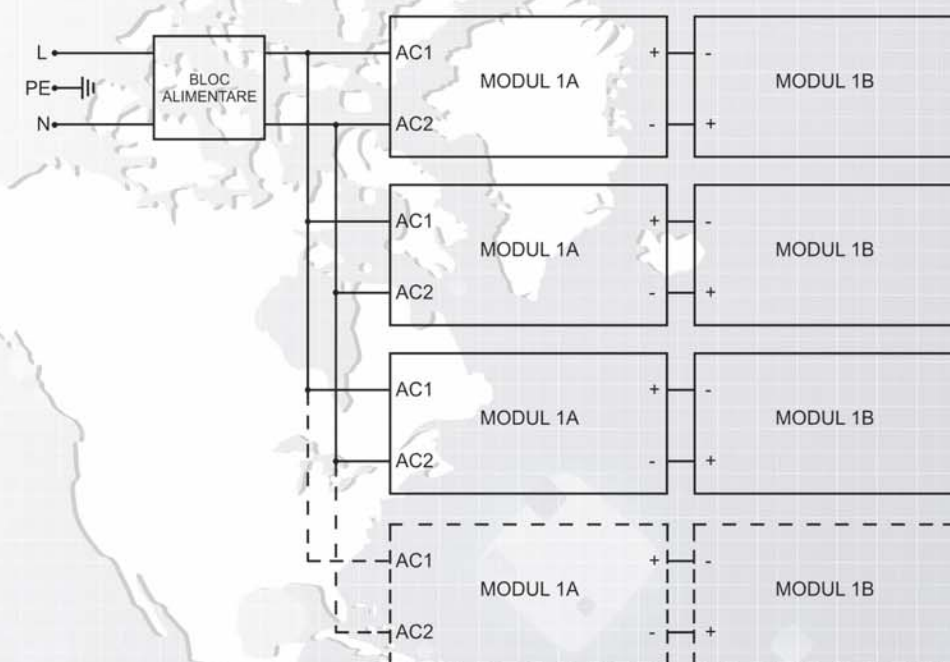 L
PE
N
BLOC
ALIMENTARE
AC1
MODUL 1A
AC2
+
-
-
MODUL 1B
+
AC1
MODUL 1A
AC2
+
-
-
MODUL 1B
+
AC1
MODUL 1A
AC2
+
-
-
MODUL 1B
+
AC1
MODUL 1A
AC2
+
-
-
MODUL 1B
+